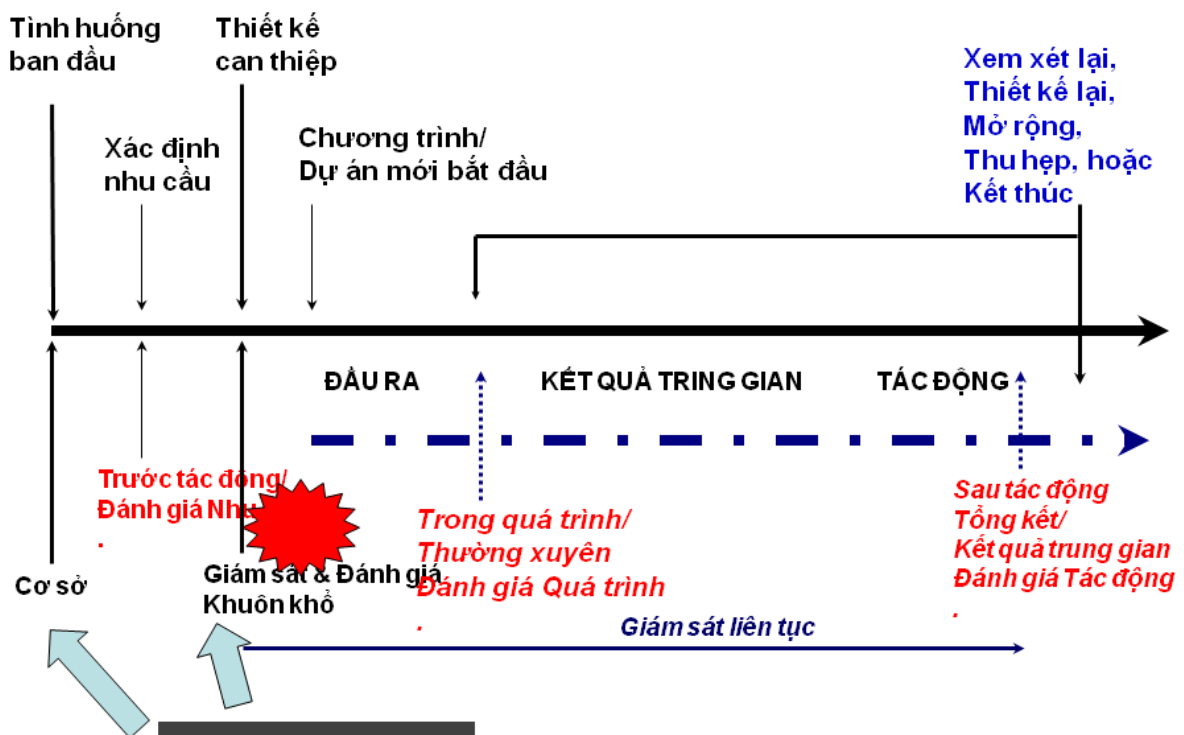 Tình huống
ban đầu
Thiết kế
can thiệp
Xem xét lại,
Thiết kế lại,
Mở rộng,
Thu hẹp, hoặc
Kết thúc
Xác định
nhu cầu
Chương trình/
Dự án mới bắt đầu
ĐẦU RA
KẾT QUẢ TRING GIAN
TÁC ĐỘNG
Trước tác động/
Đánh giá Nhu
.
Trong quá trình/
Thường xuyên
Đánh giá Quá trình
.
Sau tác động
Tổng kết/
Kết quả trung gian
Đánh giá Tác động
.
Cơ sở
Giám sát & Đánh giá
Khuôn khổ
Giám sát liên tục